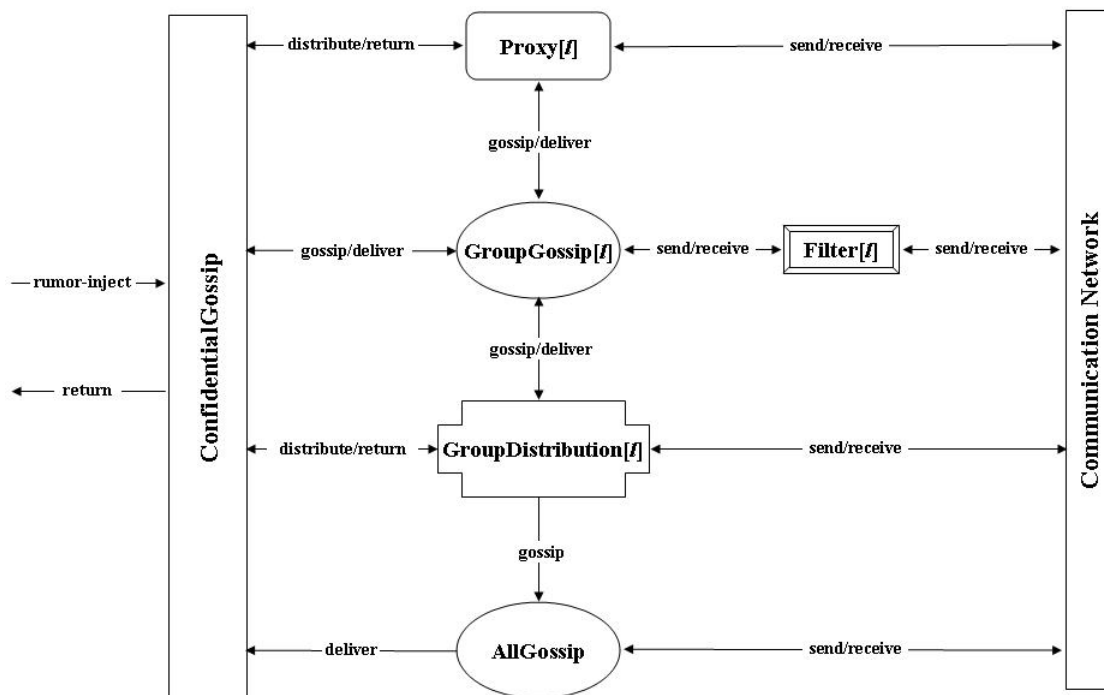 distribute/return
Proxy[l]
send/receive
gossip/deliver
gossip/deliver
GroupGossip[l]
send/receive
Filter[l]
send/receive
rumor-inject
ConfidentialGossip
Communication Network
gossip/deliver
return
distribute/return
GroupDistribution[l]
send/receive
gossip
deliver
AllGossip
send/receive